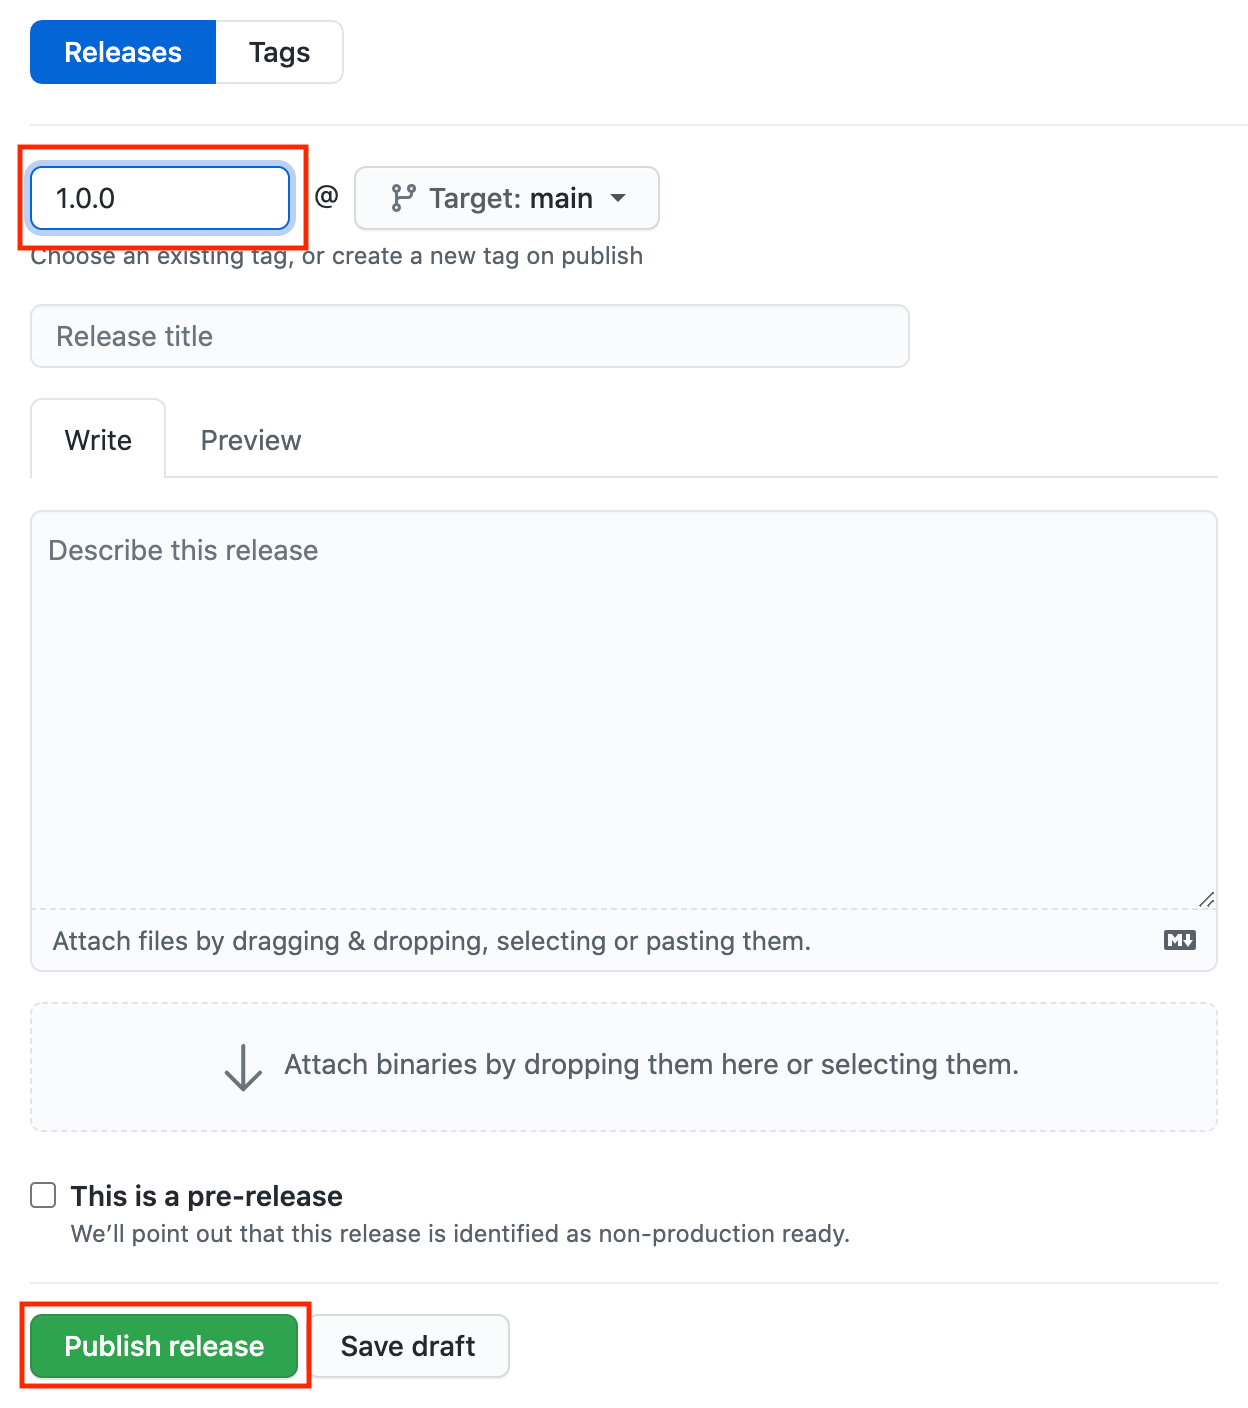 Releases Tags
1.0.0 @ Target: main
Choose an existing tag, or create a new tag on publish
Release title
Write Preview
Describe this release
Attach files by dragging & dropping, selecting or pasting them. M
Attach binaries by dropping them here or selecting them.
This is a pre-release
We’ll point out that this release is identified as non-production ready.
Publish release Save draft